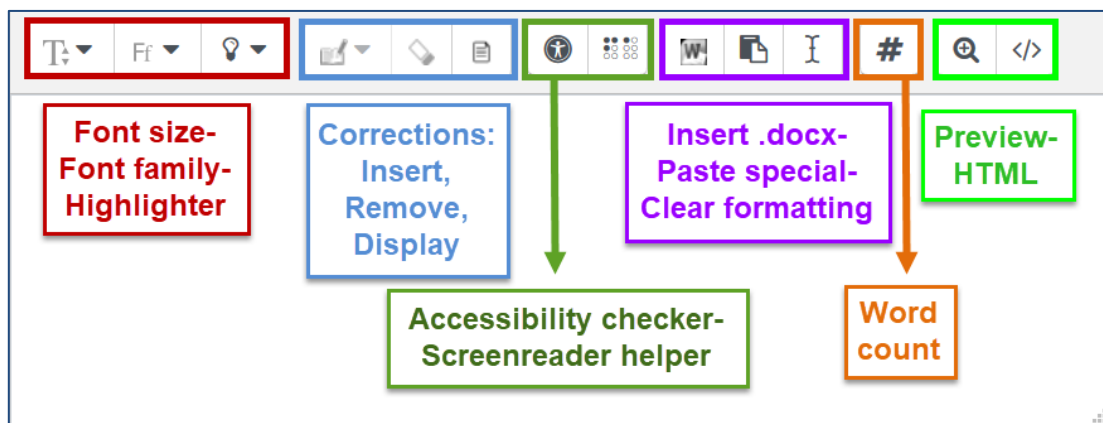 Ff
W
#
</>
Font size-
Font family-
Highlighter
Corrections:
Insert,
Remove,
Display
Accessibility checker-
Screenreader helper
Insert .docx-
Paste special-
Clear formatting
Word
count
Preview-
HTML